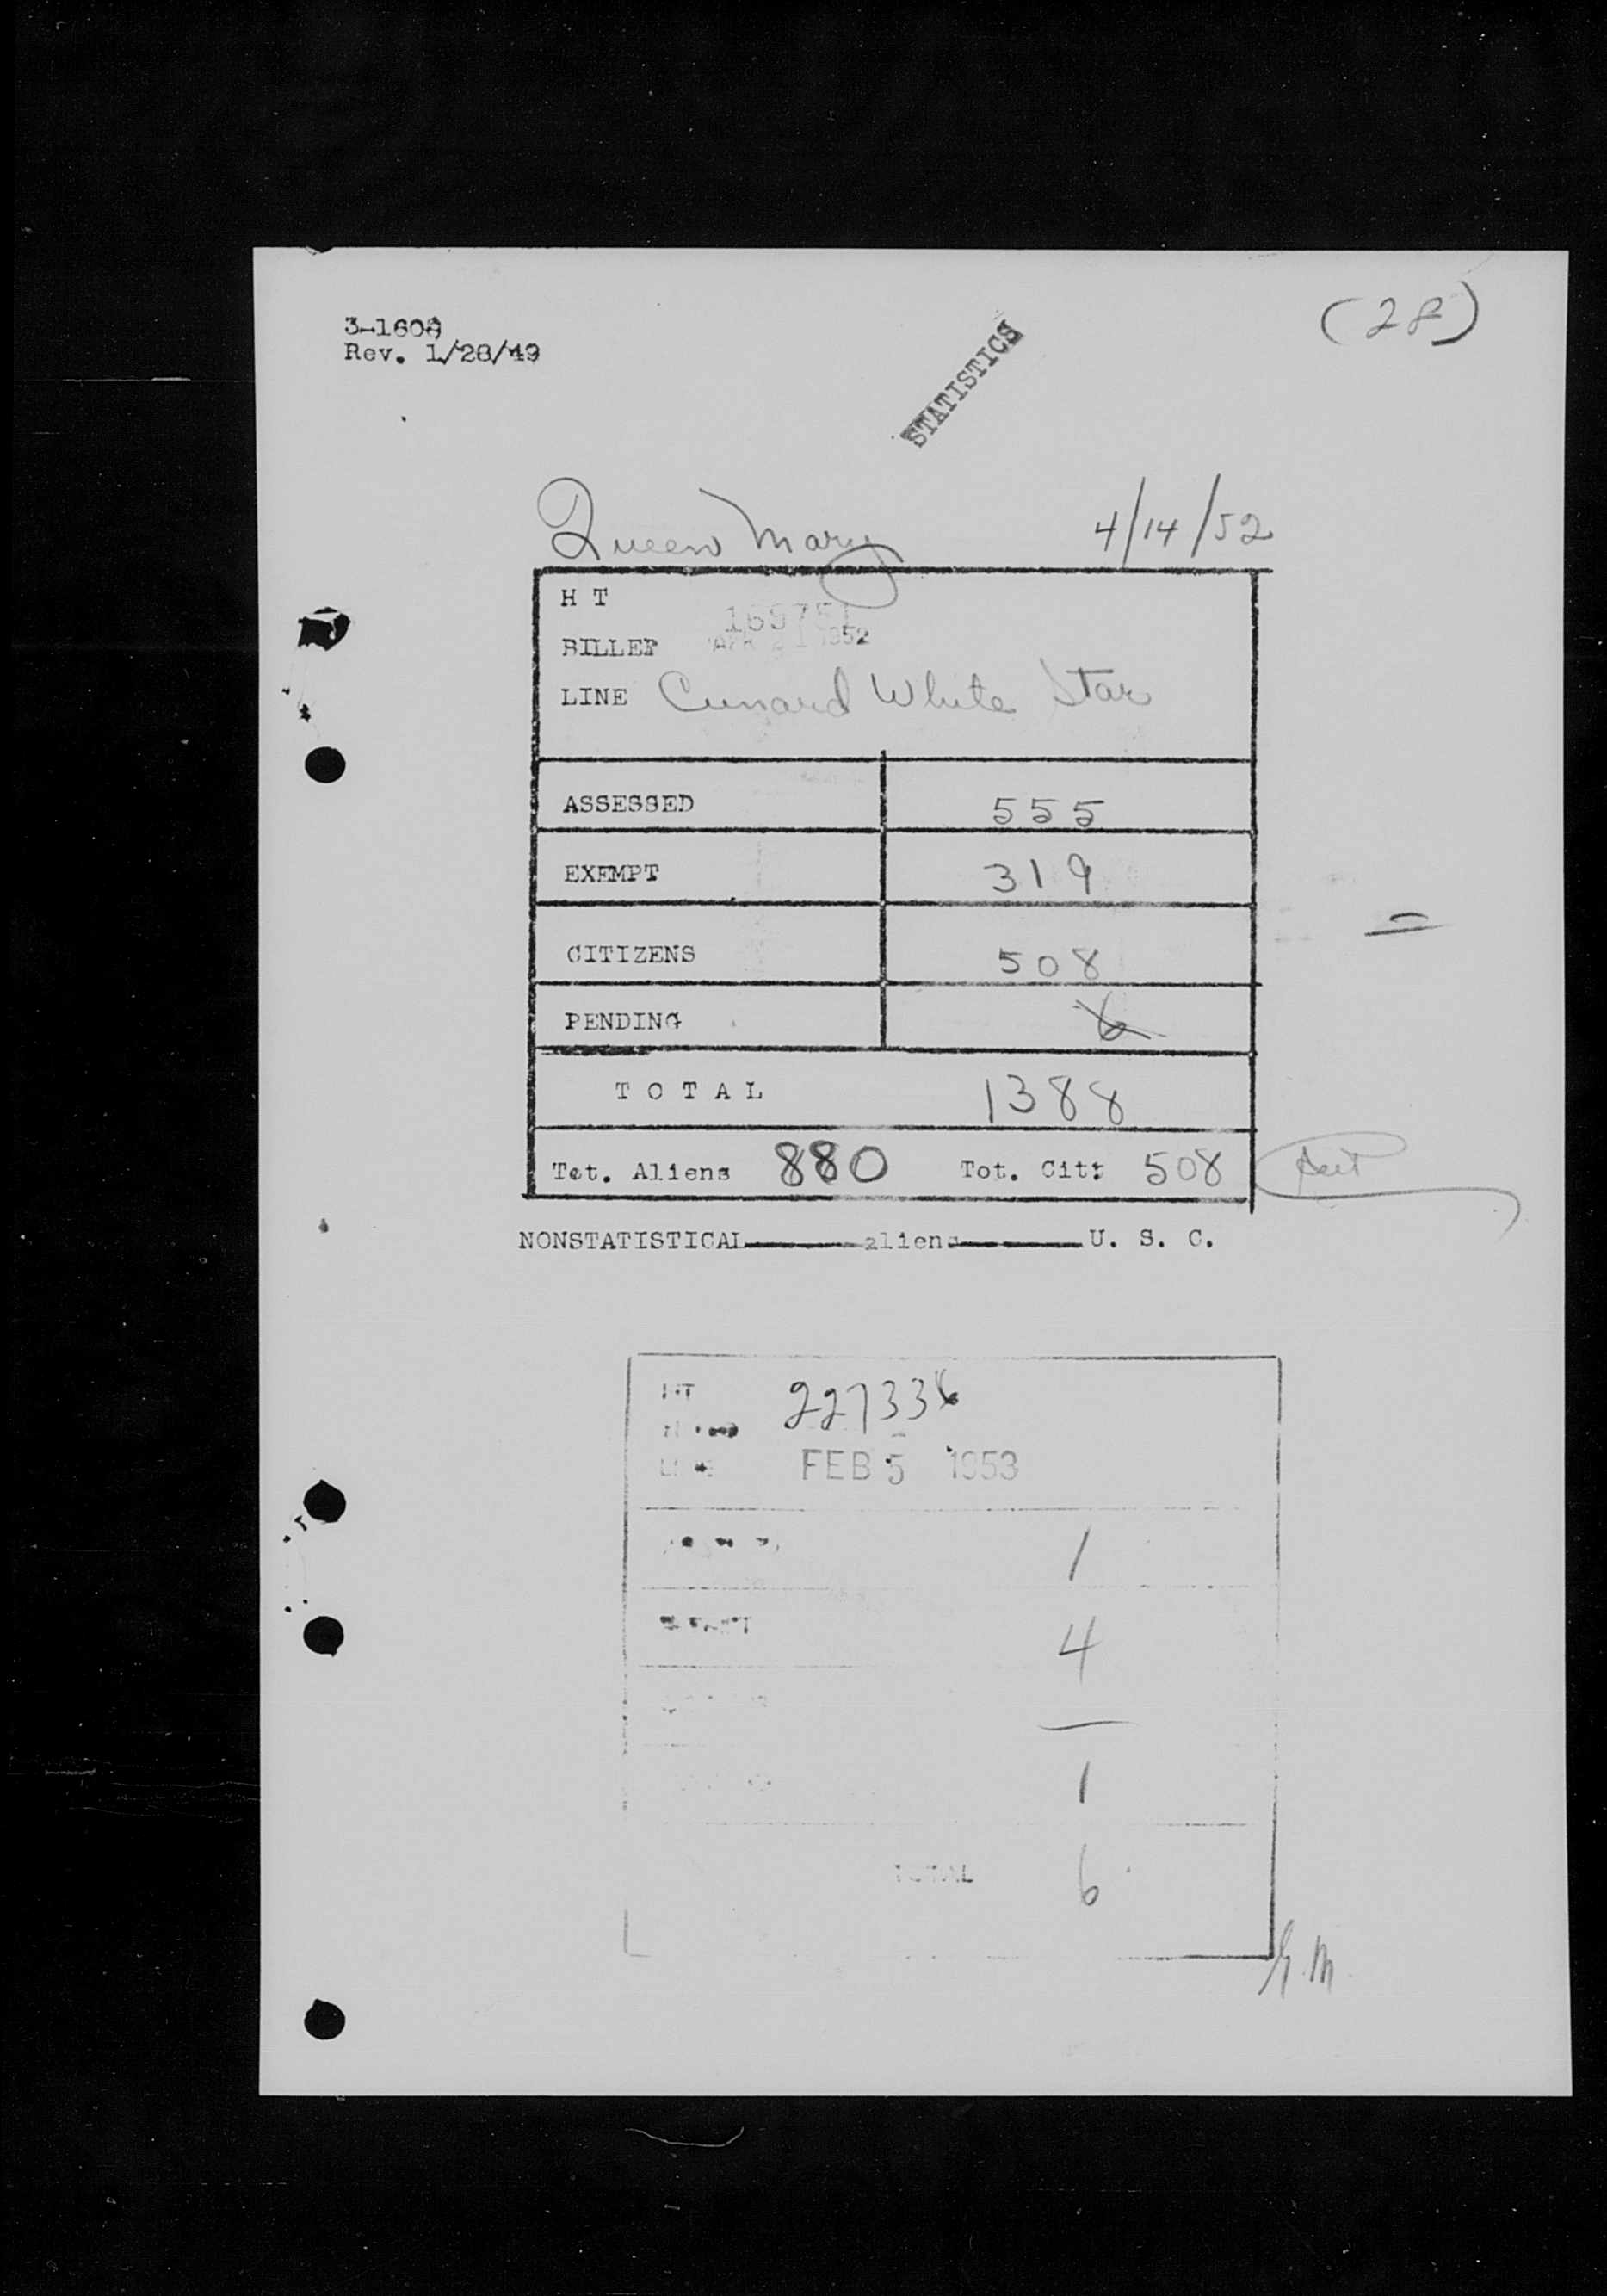 3-1608
Rev. 1/28/49
(28)
STATISTICS
Queen Mary 4/14/52
H T
BILLED 1952
LINE Cunard White Star
ASSESSED 555
EXEMPT 319
CITIZENS 508
PENDING 6
T O T A L 1388
Tot. Aliens 880 Tot. Cit: 508
NONSTATISTICAL aliens U. S. C.
HT 227336
FEB 5 1953
1
4
1
TOTAL 6